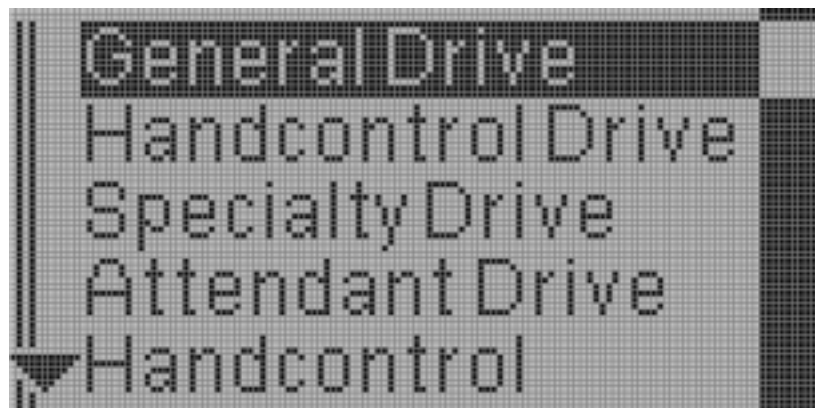 General Drive
Handcontrol Drive
Specialty Drive
Attendant Drive
Handcontrol